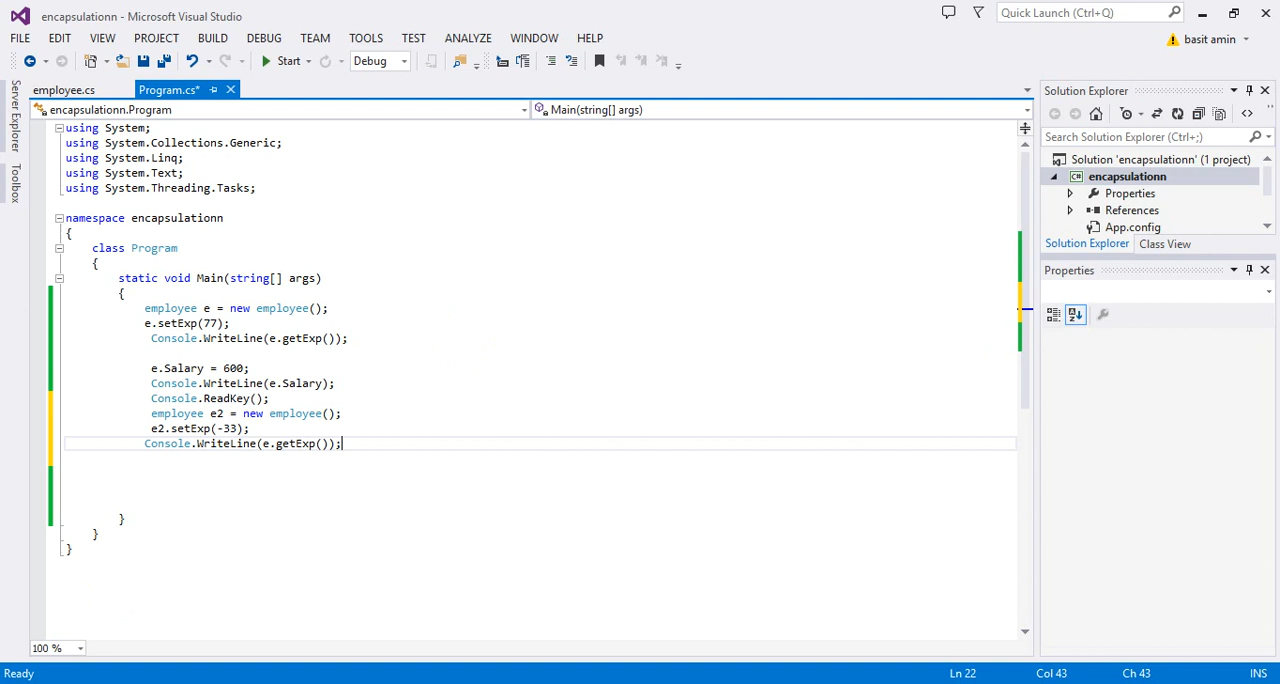 encapsulationn - Microsoft Visual Studio
Quick Launch (Ctrl+Q)
FILE EDIT VIEW PROJECT BUILD DEBUG TEAM TOOLS TEST ANALYZE WINDOW HELP
basit amin
Start
Debug
Server Explorer
Toolbox
employee.cs
Program.cs*
encapsulationn.Program
Main(string[] args)
using System;
using System.Collections.Generic;
using System.Linq;
using System.Text;
using System.Threading.Tasks;
namespace encapsulationn
{
class Program
{
static void Main(string[] args)
{
employee e = new employee();
e.setExp(77);
Console.WriteLine(e.getExp());
e.Salary = 600;
Console.WriteLine(e.Salary);
Console.ReadKey();
employee e2 = new employee();
e2.setExp(-33);
Console.WriteLine(e.getExp());
}
}
}
100 %
Solution Explorer
Search Solution Explorer (Ctrl+;)
Solution 'encapsulationn' (1 project)
C# encapsulationn
Properties
References
App.config
Solution Explorer Class View
Properties
Ready
Ln 22 Col 43 Ch 43 INS